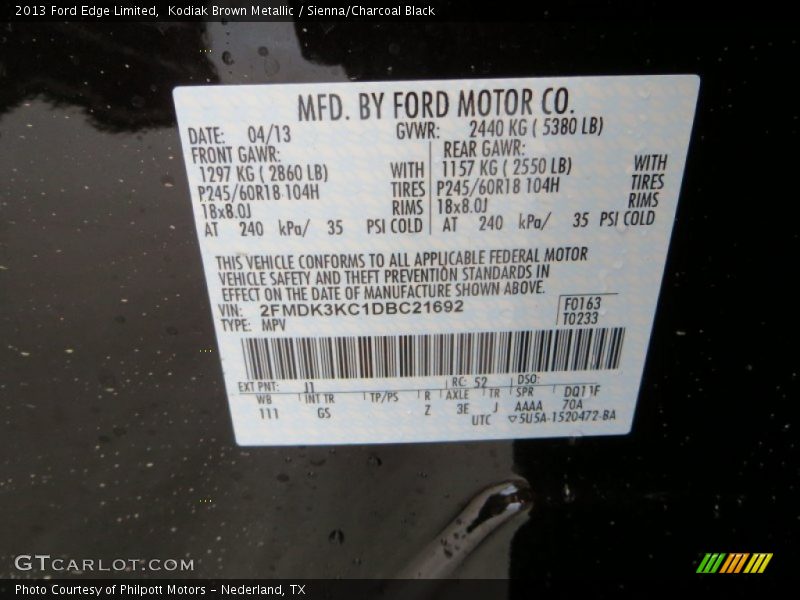 2013 Ford Edge Limited,  Kodiak Brown Metallic / Sienna/Charcoal Black
MFD. BY FORD MOTOR CO.
DATE: 04/13 GVWR: 2440 KG ( 5380 LB)
FRONT GAWR: REAR GAWR:
1297 KG ( 2860 LB) WITH 1157 KG ( 2550 LB) WITH
P245/60R18 104H TIRES P245/60R18 104H TIRES
18x8.0J RIMS 18x8.0J RIMS
AT 240 kPa/ 35 PSI COLD AT 240 kPa/ 35 PSI COLD
THIS VEHICLE CONFORMS TO ALL APPLICABLE FEDERAL MOTOR
VEHICLE SAFETY AND THEFT PREVENTION STANDARDS IN
EFFECT ON THE DATE OF MANUFACTURE SHOWN ABOVE.
VIN: 2FMDK3KC1DBC21692 F0163
TYPE: MPV T0233
EXT PNT: J1 RC: 52 DSO:
WB INT TR TP/PS R AXLE TR SPR DQ11F
111 GS Z 3E J AAAA 70A
UTC ▽5U5A-1520472-BA
GTCARLOT.COM
Photo Courtesy of Philpott Motors - Nederland, TX